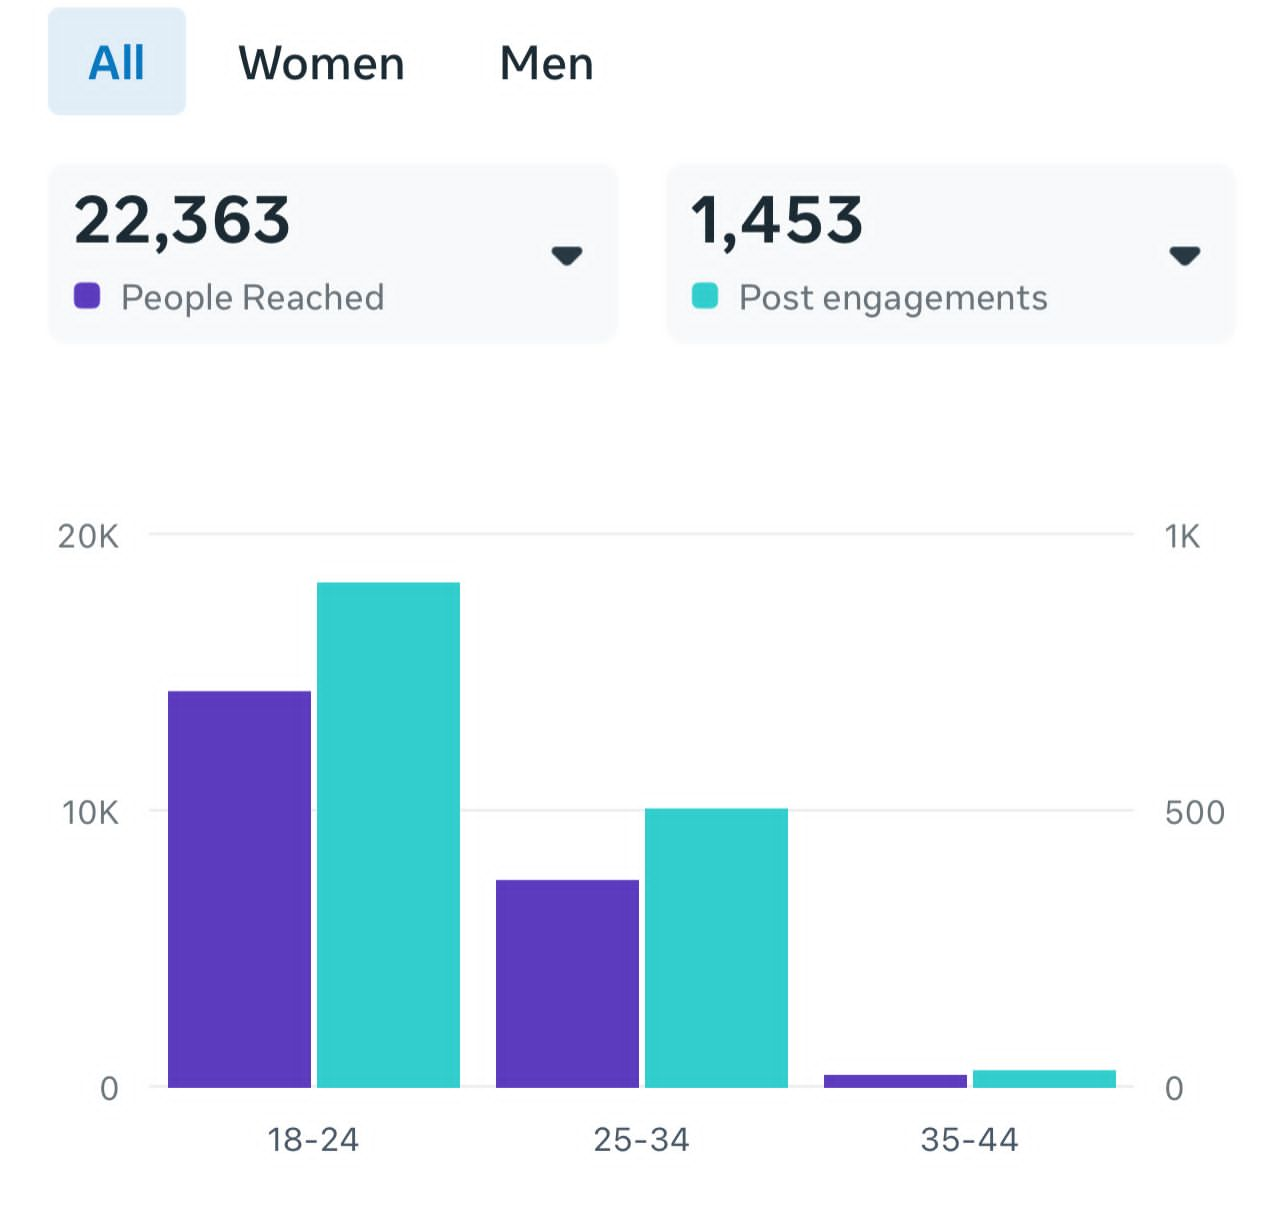 All Women Men
22,363 1,453
People Reached Post engagements
20K 1K
10K 500
0 0
18-24 25-34 35-44